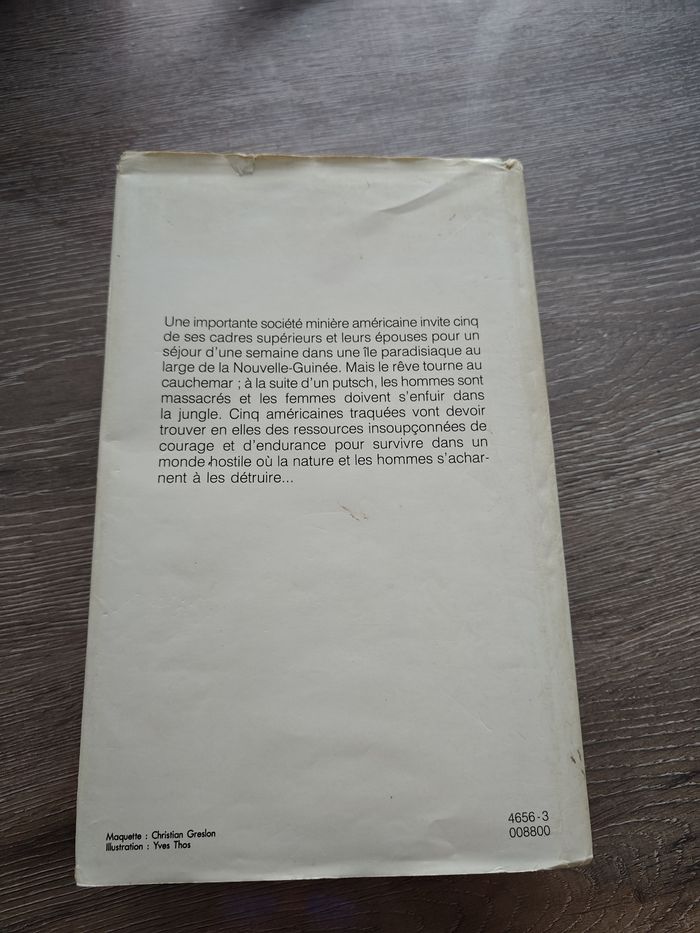 Une importante société minière américaine invite cinq
de ses cadres supérieurs et leurs épouses pour un
séjour d'une semaine dans une île paradisiaque au
large de la Nouvelle-Guinée. Mais le rêve tourne au
cauchemar ; à la suite d'un putsch, les hommes sont
massacrés et les femmes doivent s'enfuir dans
la jungle. Cinq américaines traquées vont devoir
trouver en elles des ressources insoupçonnées de
courage et d'endurance pour survivre dans un
monde hostile où la nature et les hommes s'achar-
nent à les détruire...
Maquette : Christian Greslon
Illustration : Yves Thos
4656-3
008800